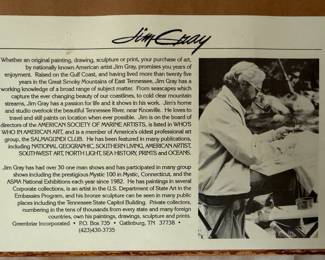 Jim Gray
Whether an original painting, drawing, sculpture or print, your purchase of art,
by nationally known American artist Jim Gray, promises you years of
enjoyment. Raised on the Gulf Coast, and having lived more than twenty five
years in the Great Smoky Mountains of East Tennessee, Jim Gray has a
working knowledge of a broad range of subject matter. From seascapes which
capture the ever changing beauty of our coastlines, to cold clear mountain
streams, Jim Gray has a passion for life and it shows in his work. Jim's home
and studio overlook the beautiful Tennessee River, near Knoxville. He loves to
travel and still paints on location when ever possible. Jim is on the board of
directors of the AMERICAN SOCIETY OF MARINE ARTISTS, is listed in WHO'S
WHO IN AMERICAN ART, and is a member of America's oldest professional art
group, the SALMAGUNDI CLUB. He has been featured in many publications,
including NATIONAL GEOGRAPHIC, SOUTHERN LIVING, AMERICAN ARTIST,
SOUTHWEST ART, NORTH LIGHT, SEA HISTORY, PRINTS and OCEANS.
Jim Gray has had over 30 one man shows and has participated in many group
shows including the prestigious Mystic 100 in Mystic, Connecticut, and the
ASMA National Exhibitions each year since 1982. He has paintings in several
Corporate collections, is an artist in the U.S. Department of State Art in the
Embassies Program, and his bronze sculpture can be seen in many public places
including the Tennessee State Capitol Building. Private collectors,
numbering in the tens of thousands from every state and many foreign
countries, own his paintings, drawings, sculpture and prints.
Greenbriar Incorporated • P.O. Box 735 • Gatlinburg, TN 37738 •
(423)430-3735